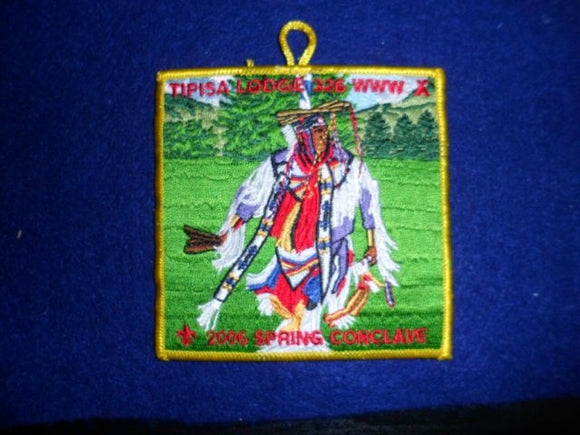 TIPISA LODGE 326 WWW X
2006 SPRING CONCLAVE